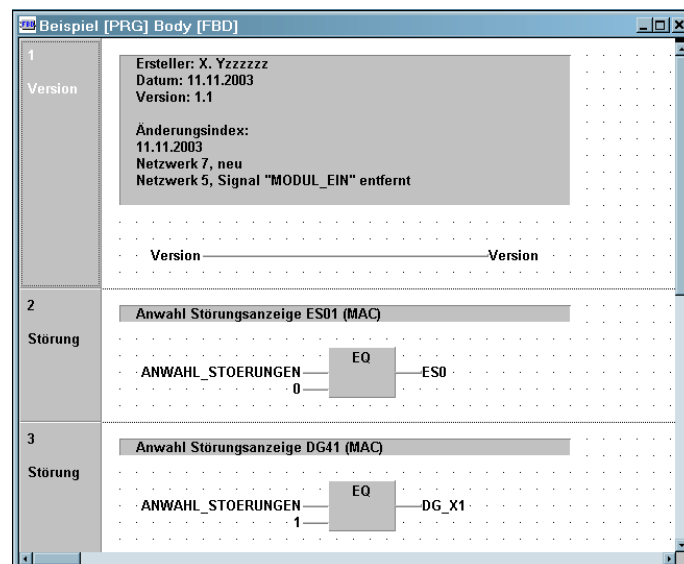 FBD Beispiel [PRG] Body [FBD]
1
Version
Ersteller: X. Yzzzzzz
Datum: 11.11.2003
Version: 1.1
Änderungsindex:
11.11.2003
Netzwerk 7, neu
Netzwerk 5, Signal "MODUL_EIN" entfernt
Version Version
2
Störung
Anwahl Störungsanzeige ES01 (MAC)
EQ
ANWAHL_STOERUNGEN ES0
0
3
Störung
Anwahl Störungsanzeige DG41 (MAC)
EQ
ANWAHL_STOERUNGEN DG_X1
1